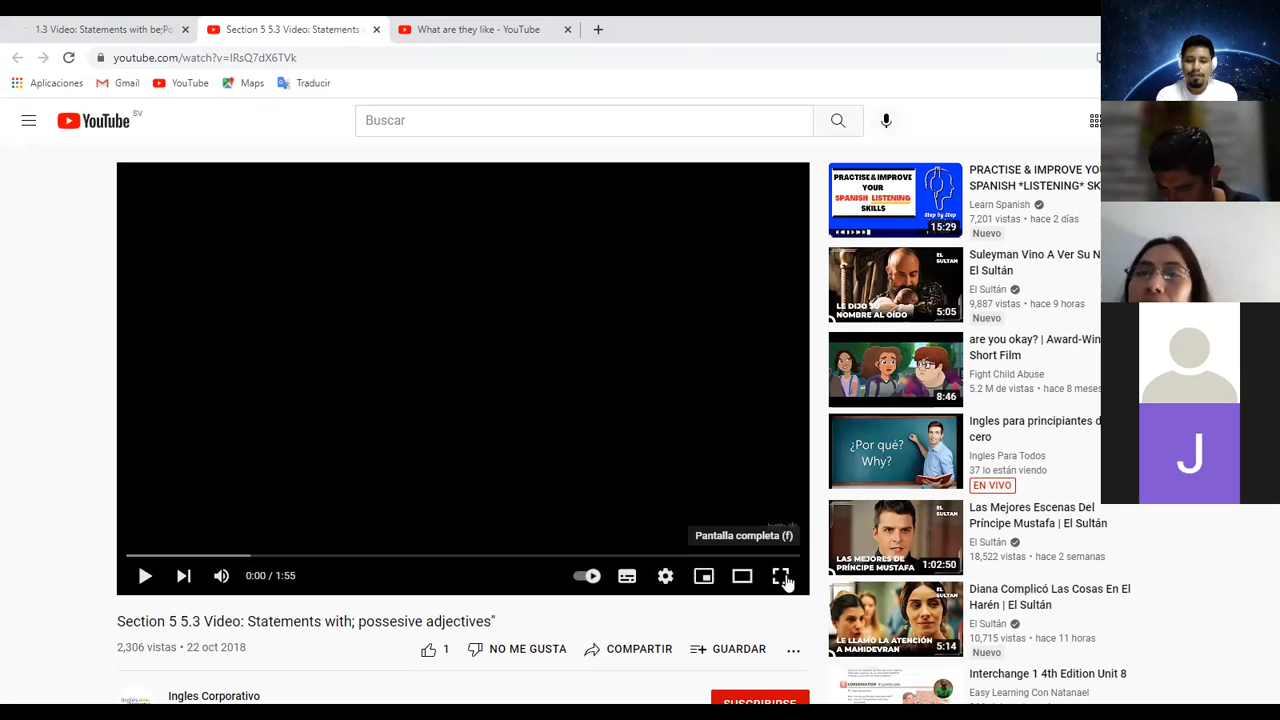 1.3 Video: Statements with be;Po
Section 5 5.3 Video: Statements
What are they like - YouTube
youtube.com/watch?v=IRsQ7dX6TVk
Aplicaciones
Gmail
YouTube
Maps
Traducir
YouTube
SV
Buscar
Pantalla completa (f)
0:00 / 1:55
Section 5 5.3 Video: Statements with; possesive adjectives"
2,306 vistas • 22 oct 2018
1
NO ME GUSTA
COMPARTIR
GUARDAR
Ingles Corporativo
SUSCRIBIRSE
PRACTISE & IMPROVE
YOUR
SPANISH LISTENING
SKILLS
Step by Step
15:29
PRACTISE & IMPROVE YO
SPANISH *LISTENING* SK
Learn Spanish
7,201 vistas • hace 2 días
Nuevo
EL SULTAN
LE DIJO SU
NOMBRE AL OÍDO
5:05
Suleyman Vino A Ver Su N
El Sultán
9,887 vistas • hace 9 horas
Nuevo
8:46
are you okay? | Award-Win
Short Film
Fight Child Abuse
5.2 M de vistas • hace 8 meses
¿Por qué?
Why?
Ingles para principiantes d
cero
Ingles Para Todos
37 lo están viendo
EN VIVO
EL SULTAN
LAS MEJORES DE
PRÍNCIPE MUSTAFA
1:02:50
Las Mejores Escenas Del
Príncipe Mustafa | El Sultán
El Sultán
18,522 vistas • hace 2 semanas
EL SULTAN
LE LLAMÓ LA ATENCIÓN
A MAHIDEVRAN
5:14
Diana Complicó Las Cosas En El
Harén | El Sultán
El Sultán
10,715 vistas • hace 11 horas
Nuevo
CONVERSATION
Interchange 1 4th Edition Unit 8
Easy Learning Con Natanael
J